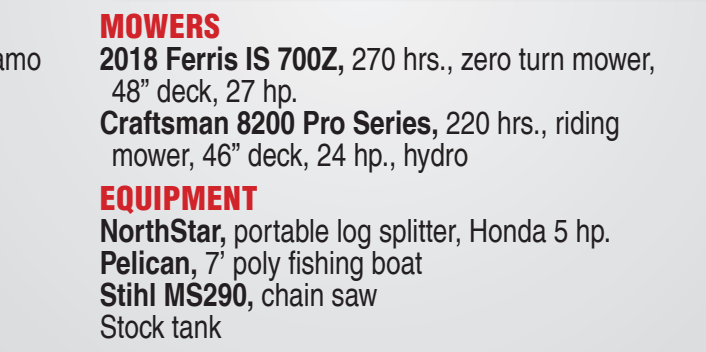 MOWERS
2018 Ferris IS 700Z, 270 hrs., zero turn mower,
48” deck, 27 hp.
Craftsman 8200 Pro Series, 220 hrs., riding
mower, 46” deck, 24 hp., hydro
EQUIPMENT
NorthStar, portable log splitter, Honda 5 hp.
Pelican, 7’ poly fishing boat
Stihl MS290, chain saw
Stock tank